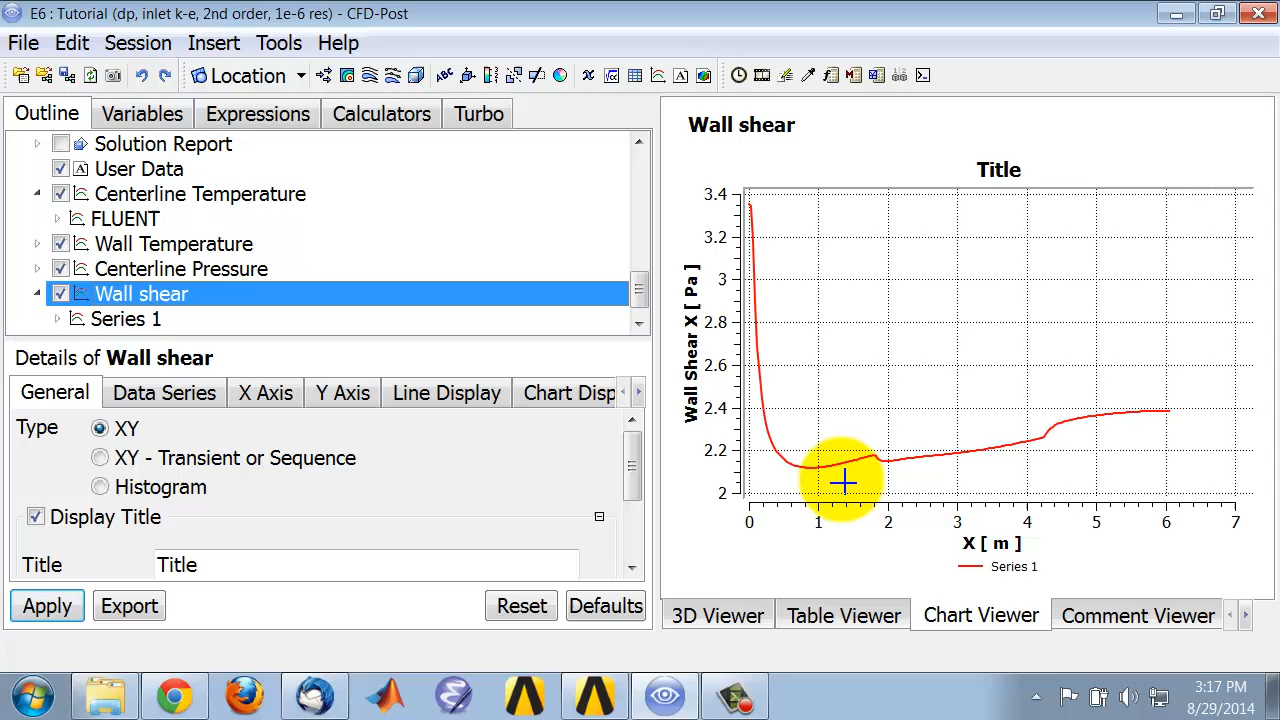 E6 : Tutorial (dp, inlet k-e, 2nd order, 1e-6 res) - CFD-Post
File Edit Session Insert Tools Help
Location
Outline Variables Expressions Calculators Turbo
Solution Report
User Data
Centerline Temperature
FLUENT
Wall Temperature
Centerline Pressure
Wall shear
Series 1
Details of Wall shear
General Data Series X Axis Y Axis Line Display Chart Disp
Type XY
XY - Transient or Sequence
Histogram
Display Title
Title Title
Apply Export Reset Defaults
Wall shear
Title
3.4
3.2
3
2.8
2.6
2.4
2.2
2
Wall Shear X [ Pa ]
0 1 2 3 4 5 6 7
X [ m ]
Series 1
3D Viewer Table Viewer Chart Viewer Comment Viewer
3:17 PM
8/29/2014